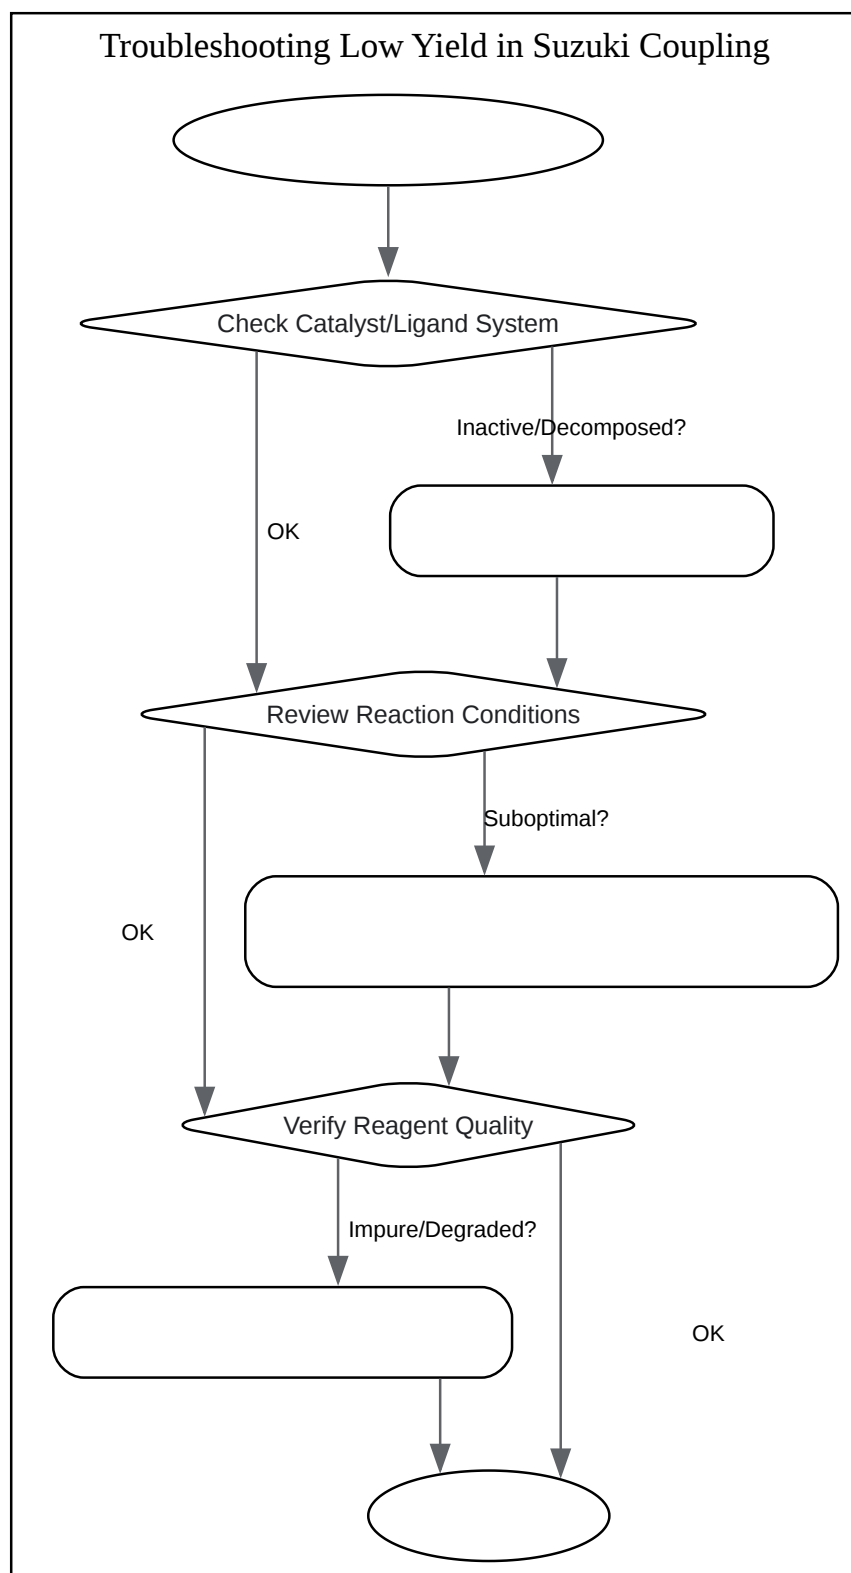 Troubleshooting Low Yield in Suzuki Coupling
Check Catalyst/Ligand System
Inactive/Decomposed?
OK
Review Reaction Conditions
Suboptimal?
OK
Verify Reagent Quality
Impure/Degraded?
OK